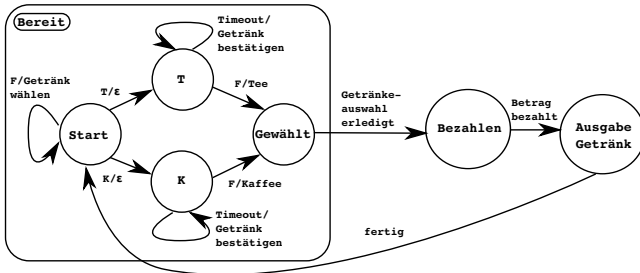 Bereit
Timeout/
Getränk
bestätigen
F/Getränk
wählen
T/ε
T
F/Tee
Start
Gewählt
Getränke-
auswahl
erledigt
Bezahlen
Betrag
bezahlt
Ausgabe
Getränk
K/ε
K
F/Kaffee
Timeout/
Getränk
bestätigen
fertig